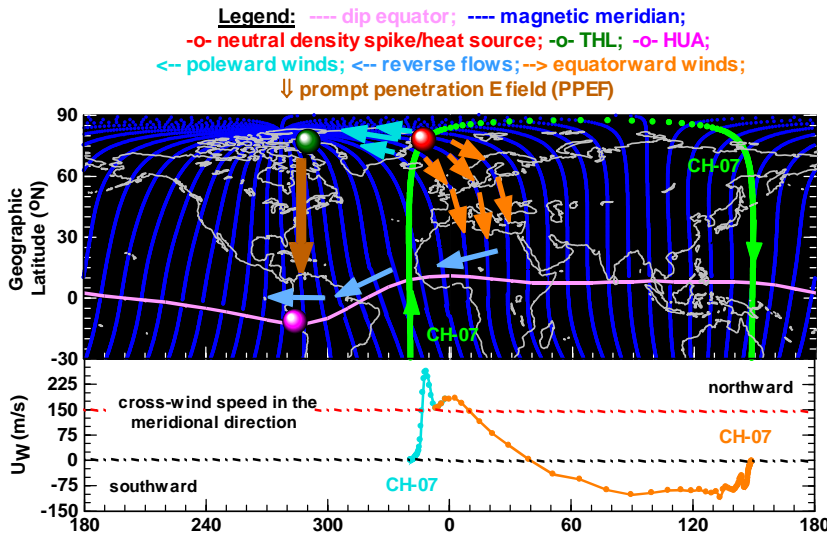 Legend: ---- dip equator; ---- magnetic meridian;
-o- neutral density spike/heat source; -o- THL; -o- HUA;
<-- poleward winds; <-- reverse flows; --> equatorward winds;
⇓ prompt penetration E field (PPEF)
90
60
30
0
-30
Geographic
Latitude (ᴼN)
CH-07
CH-07
225
150
75
0
-75
-150
U_W (m/s)
cross-wind speed in the
meridional direction
northward
CH-07
CH-07
southward
180 240 300 0 60 120 180